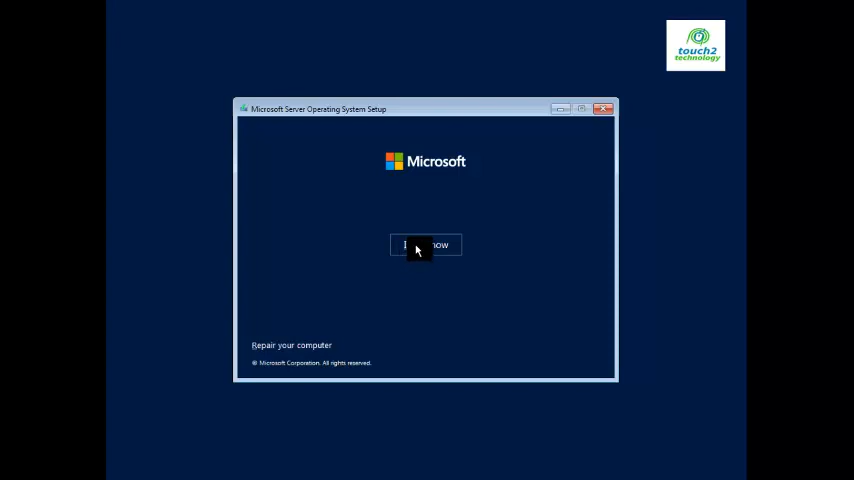 touch2
technology
Microsoft Server Operating System Setup
Microsoft
now
Repair your computer
© Microsoft Corporation. All rights reserved.